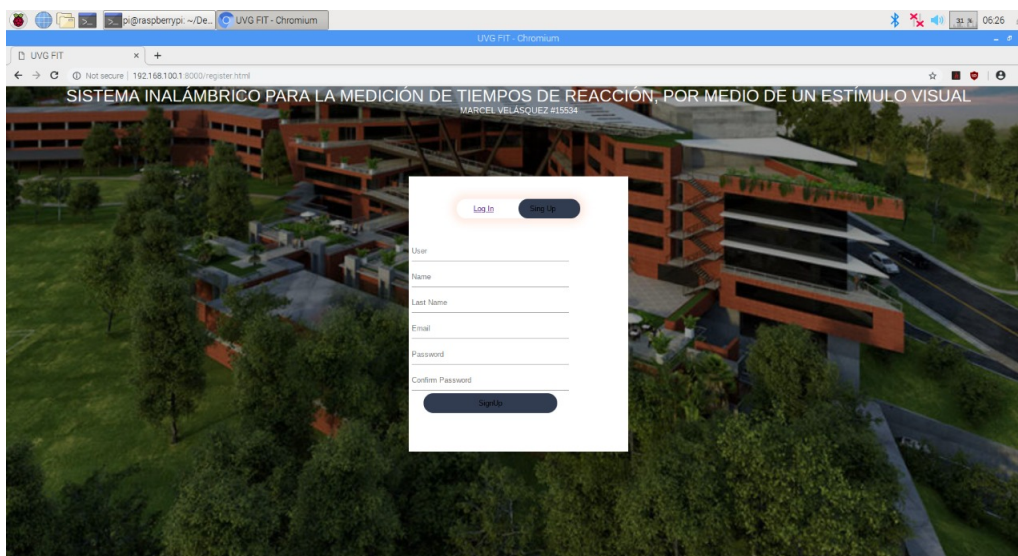 pi@raspberrypi: ~/De...
UVG FIT - Chromium
06:26
UVG FIT - Chromium
UVG FIT
Not secure | 192.168.100.1:8000/register.html
SISTEMA INALÁMBRICO PARA LA MEDICIÓN DE TIEMPOS DE REACCIÓN, POR MEDIO DE UN ESTÍMULO VISUAL
MARCEL VELÁSQUEZ #15534
Log In
Sing Up
User
Name
Last Name
Email
Password
Confirm Password
SignUp